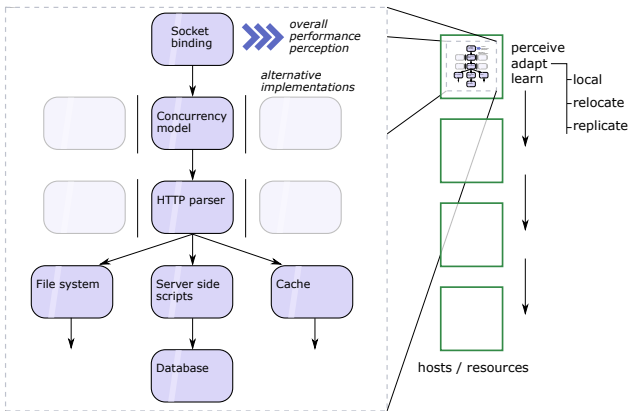 Socket
binding
overall
performance
perception
alternative
implementations
Concurrency
model
HTTP parser
File system
Server side
scripts
Cache
Database
perceive
adapt
learn
local
relocate
replicate
hosts / resources